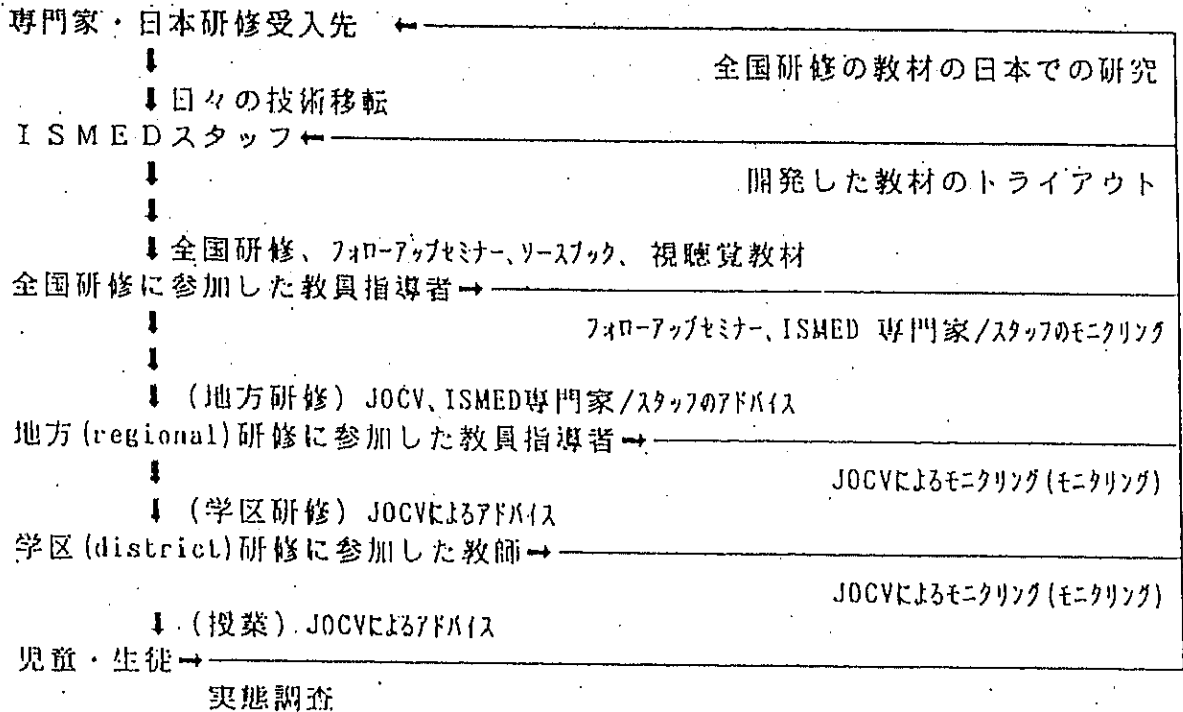 専門家・日本研修受入先 ←
全国研修の教材の日本での研究
⬇
⬇日々の技術移転
ISMEDスタッフ←
開発した教材のトライアウト
⬇
⬇
⬇全国研修、フォローアップセミナー、ソースブック、視聴覚教材
全国研修に参加した教員指導者→
フォローアップセミナー、ISMED 専門家/スタッフのモニタリング
⬇
⬇
⬇(地方研修) JOCV、ISMED専門家/スタッフのアドバイス
地方(regional)研修に参加した教員指導者→
JOCVによるモニタリング(モニタリング)
⬇
⬇(学区研修) JOCVによるアドバイス
学区(district)研修に参加した教師→
JOCVによるモニタリング(モニタリング)
⬇(授業) JOCVによるアドバイス
児童・生徒→
実態調査